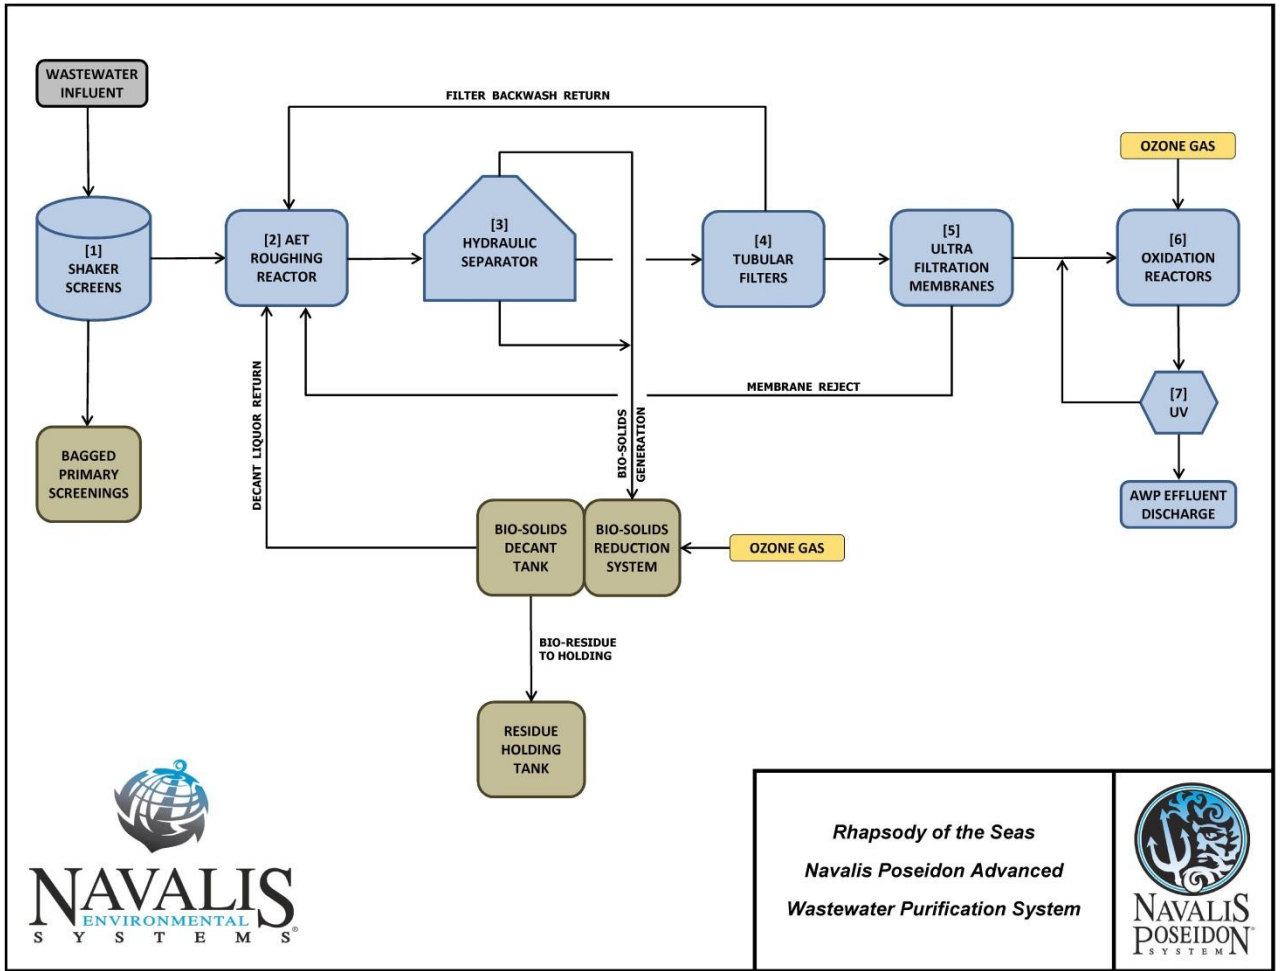 WASTEWATER
INFLUENT
FILTER BACKWASH RETURN
OZONE GAS
[1]
SHAKER
SCREENS
[2] AET
ROUGHING
REACTOR
[3]
HYDRAULIC
SEPARATOR
[4]
TUBULAR
FILTERS
[5]
ULTRA
FILTRATION
MEMBRANES
[6]
OXIDATION
REACTORS
DECANT LIQUOR RETURN
MEMBRANE REJECT
BIO-SOLIDS
GENERATION
[7]
UV
BAGGED
PRIMARY
SCREENINGS
BIO-SOLIDS
DECANT
TANK
BIO-SOLIDS
REDUCTION
SYSTEM
OZONE GAS
AWP EFFLUENT
DISCHARGE
BIO-RESIDUE
TO HOLDING
RESIDUE
HOLDING
TANK
NAVALIS
ENVIRONMENTAL
SYSTEMS®
Rhapsody of the Seas
Navalis Poseidon Advanced
Wastewater Purification System
NAVALIS
POSEIDON®
SYSTEM